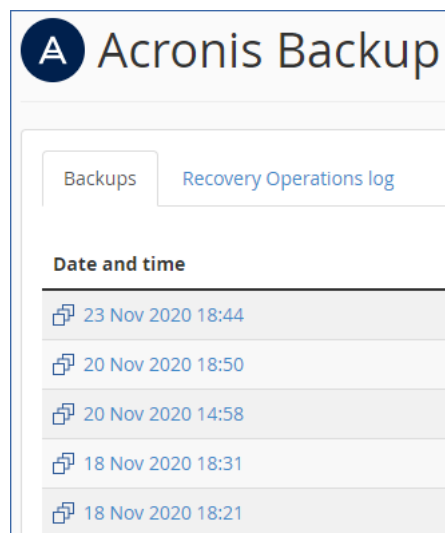 Acronis Backup
Backups Recovery Operations log
Date and time
23 Nov 2020 18:44
20 Nov 2020 18:50
20 Nov 2020 14:58
18 Nov 2020 18:31
18 Nov 2020 18:21